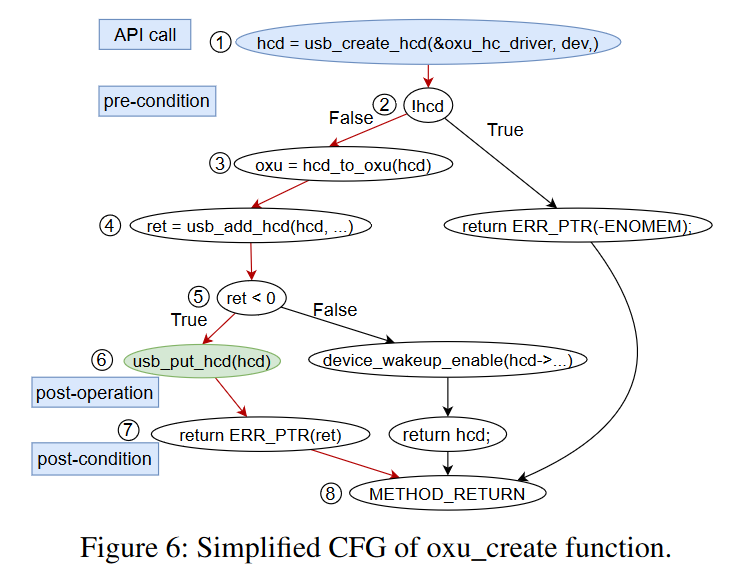 API call
① hcd = usb_create_hcd(&oxu_hc_driver, dev,)
pre-condition
② !hcd
False
True
③ oxu = hcd_to_oxu(hcd)
④ ret = usb_add_hcd(hcd, ...)
return ERR_PTR(-ENOMEM);
⑤ ret < 0
True
False
⑥ usb_put_hcd(hcd)
device_wakeup_enable(hcd->...)
post-operation
⑦ return ERR_PTR(ret)
return hcd;
post-condition
⑧ METHOD_RETURN
Figure 6: Simplified CFG of oxu_create function.